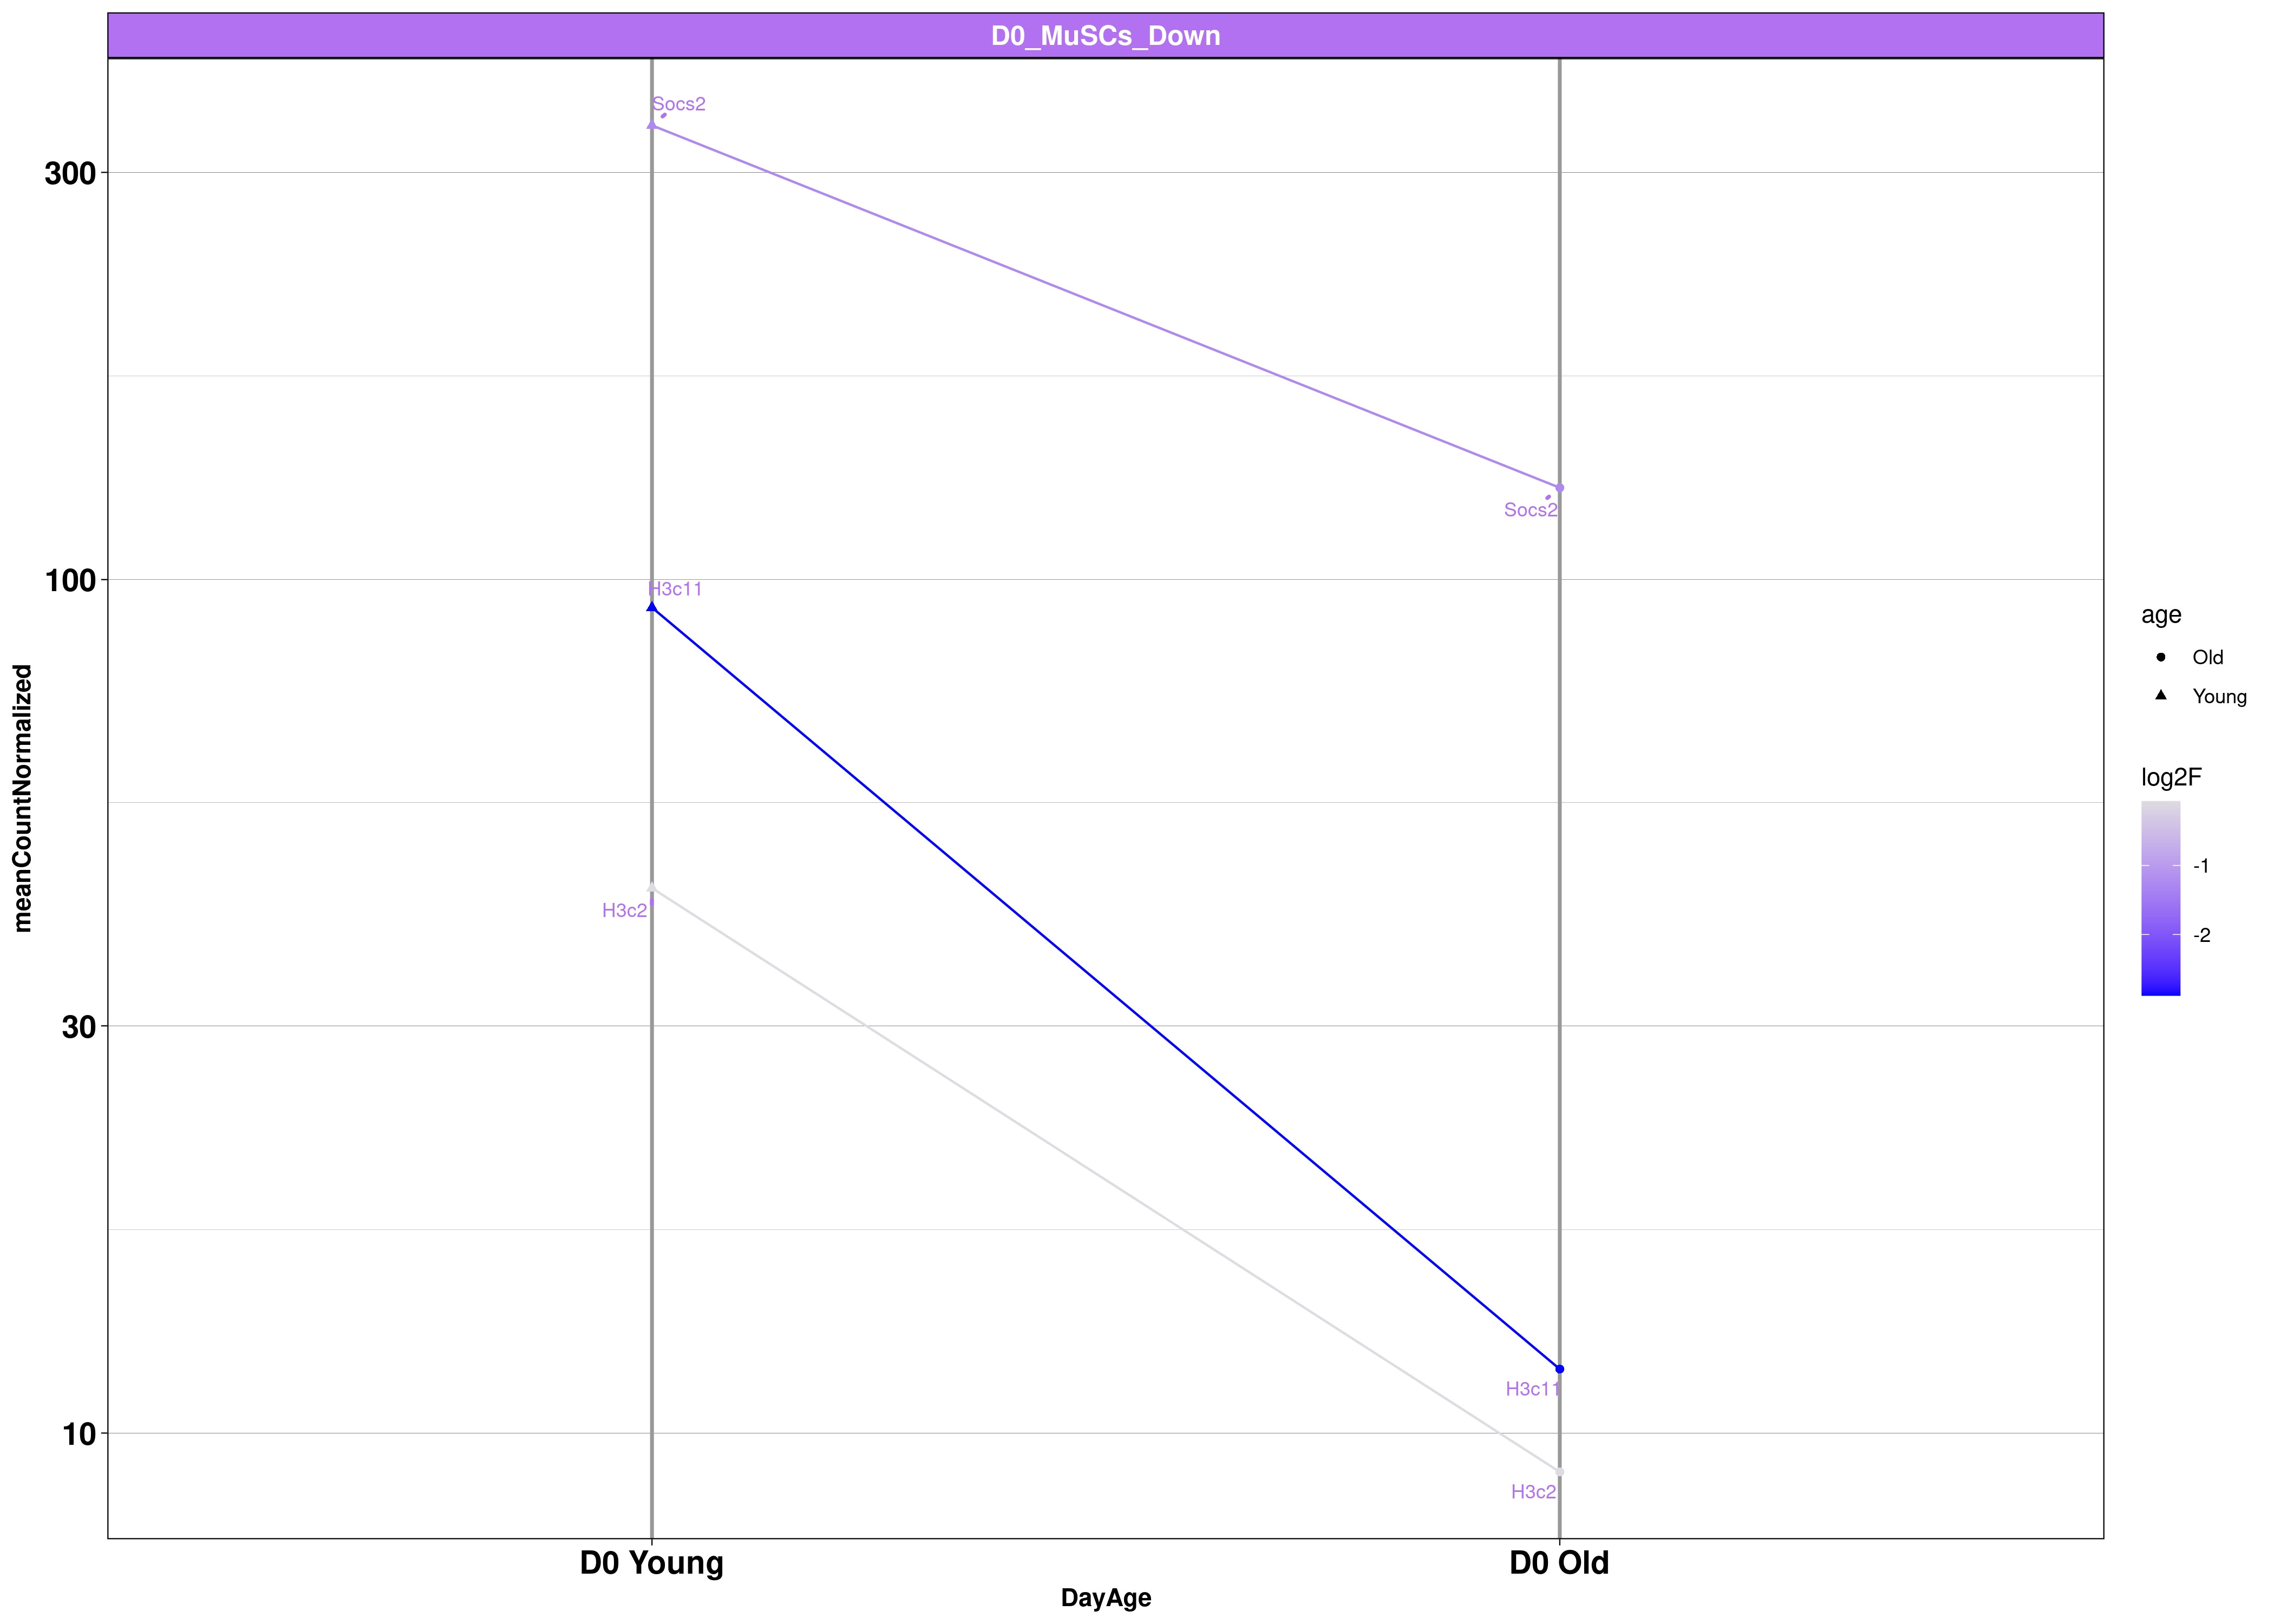 D0_MuSCs_Down
Socs2
300
Socs2
100
H3c11
age
Old
Young
meanCountNormalized
log2F
-1
H3c2
-2
30
H3c11
10
H3c2
D0 Young
D0 Old
DayAge